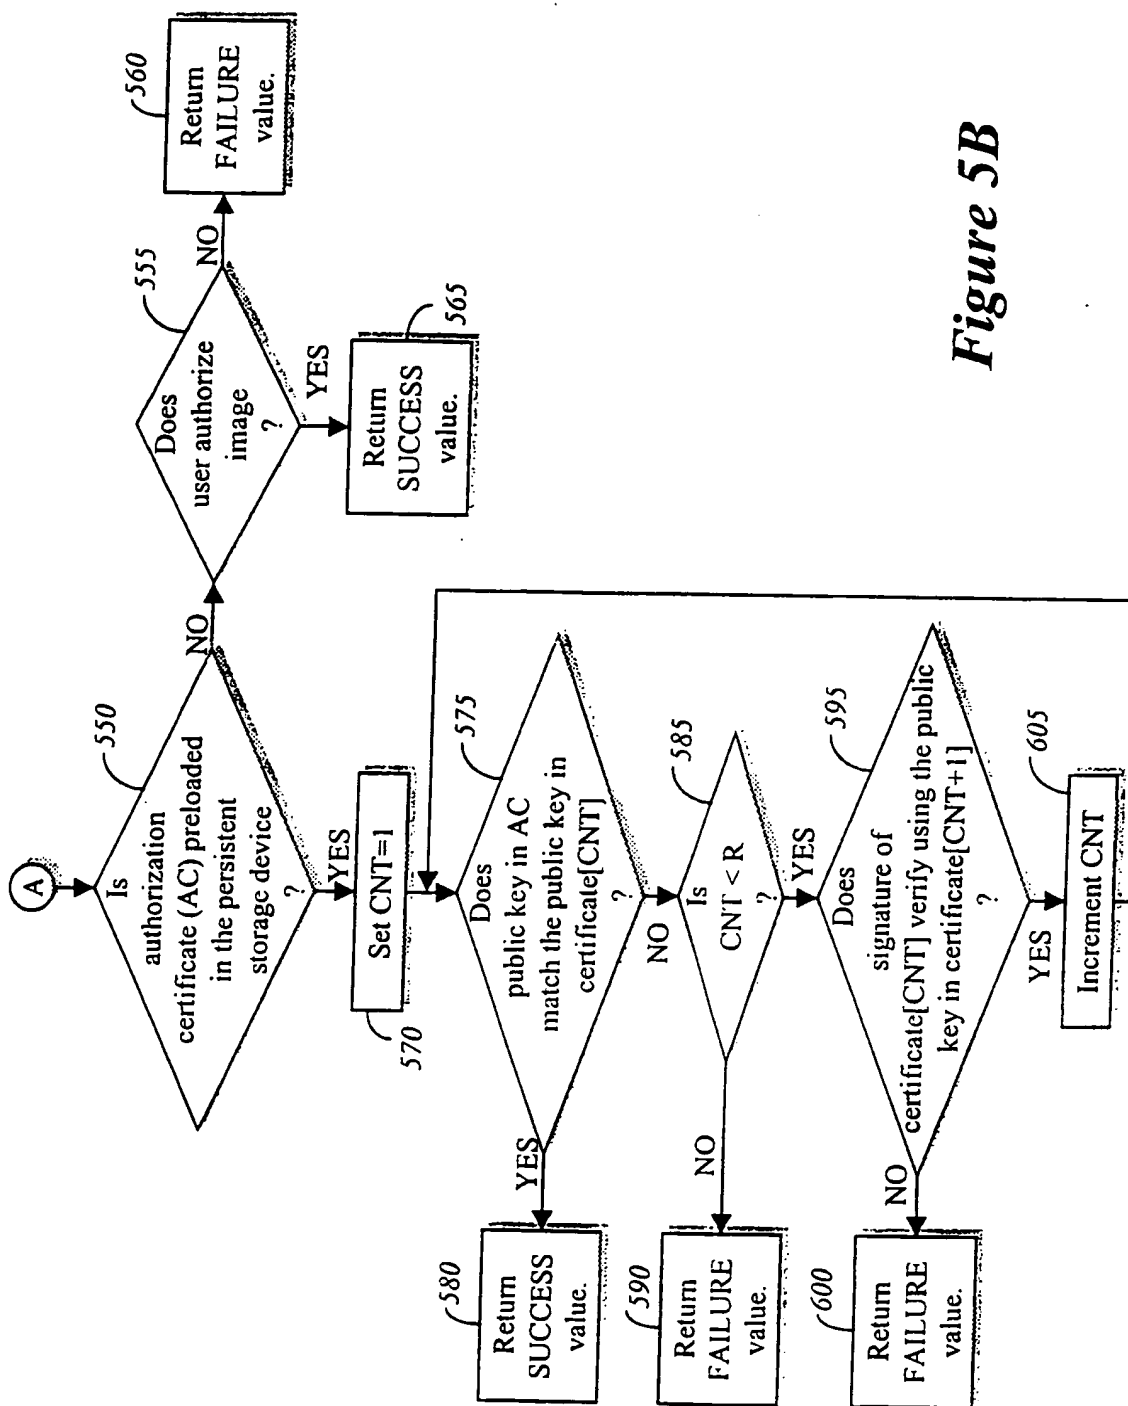 A
550
Is
authorization
certificate (AC) preloaded
in the persistent
storage device
?
NO
YES
555
Does
user authorize
image
?
NO
YES
560
Return
FAILURE
value.
565
Return
SUCCESS
value.
570
Set CNT=1
575
Does
public key in AC
match the public key in
certificate[CNT]
?
YES
NO
580
Return
SUCCESS
value.
585
Is
CNT < R
?
NO
YES
590
Return
FAILURE
value.
595
Does
signature of
certificate[CNT] verify using the public
key in certificate[CNT+1]
?
NO
YES
600
Return
FAILURE
value.
605
Increment CNT
Figure 5B